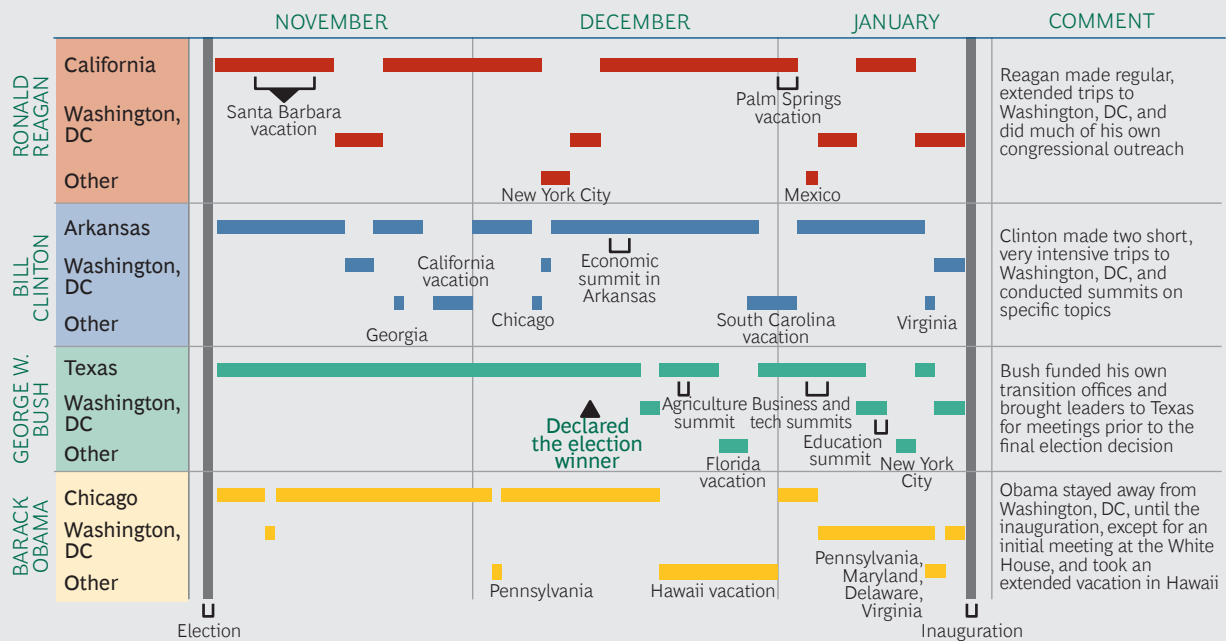 NOVEMBER
DECEMBER
JANUARY
COMMENT
RONALD
REAGAN
California
Santa Barbara
vacation
Palm Springs
vacation
Washington,
DC
Other
New York City
Mexico
Reagan made regular,
extended trips to
Washington, DC, and
did much of his own
congressional outreach
BILL
CLINTON
Arkansas
Washington,
DC
California
vacation
Economic
summit in
Arkansas
Other
Georgia
Chicago
South Carolina
vacation
Virginia
Clinton made two short,
very intensive trips to
Washington, DC, and
conducted summits on
specific topics
GEORGE W.
BUSH
Texas
Washington,
DC
Declared
the election
winner
Agriculture
summit
Business and
tech summits
Education
summit
Other
Florida
vacation
New York
City
Bush funded his own
transition offices and
brought leaders to Texas
for meetings prior to the
final election decision
BARACK
OBAMA
Chicago
Washington,
DC
Other
Pennsylvania
Hawaii vacation
Pennsylvania,
Maryland,
Delaware,
Virginia
Obama stayed away from
Washington, DC, until the
inauguration, except for an
initial meeting at the White
House, and took an
extended vacation in Hawaii
Election
Inauguration